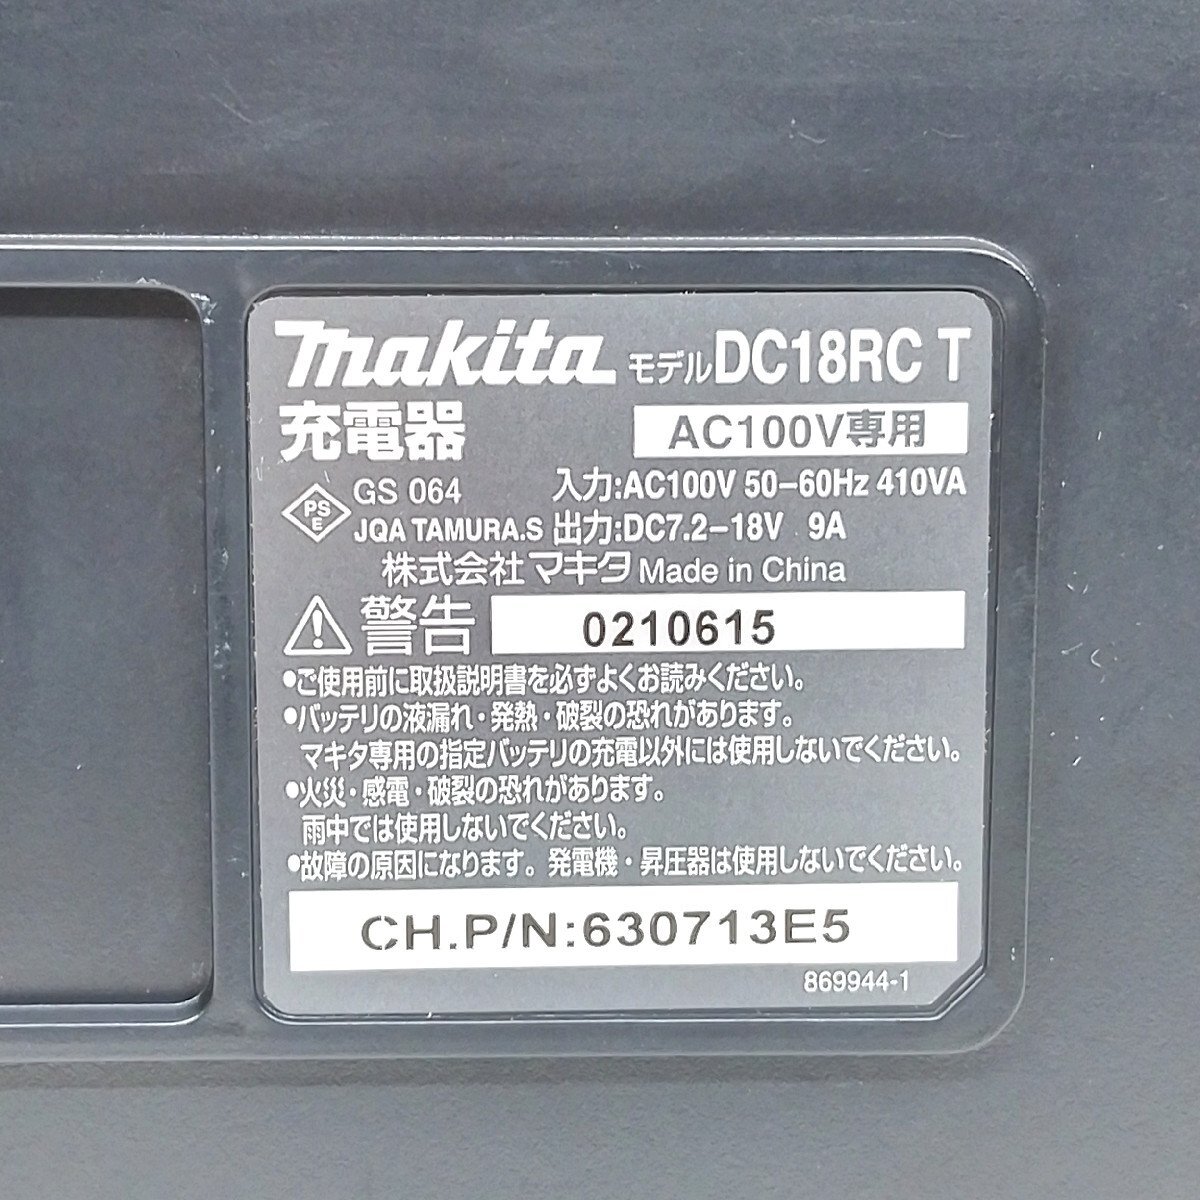 makita モデル DC18RC T
充電器 AC100V専用
PSE GS 064 入力:AC100V 50-60Hz 410VA
JQA TAMURA.S 出力:DC7.2-18V 9A
株式会社マキタ Made in China
警告 0210615
•ご使用前に取扱説明書を必ずよくお読みください。
•バッテリの液漏れ・発熱・破裂の恐れがあります。
マキタ専用の指定バッテリの充電以外には使用しないでください。
•火災・感電・破裂の恐れがあります。
雨中では使用しないでください。
•故障の原因になります。発電機・昇圧器は使用しないでください。
CH.P/N:630713E5
869944-1